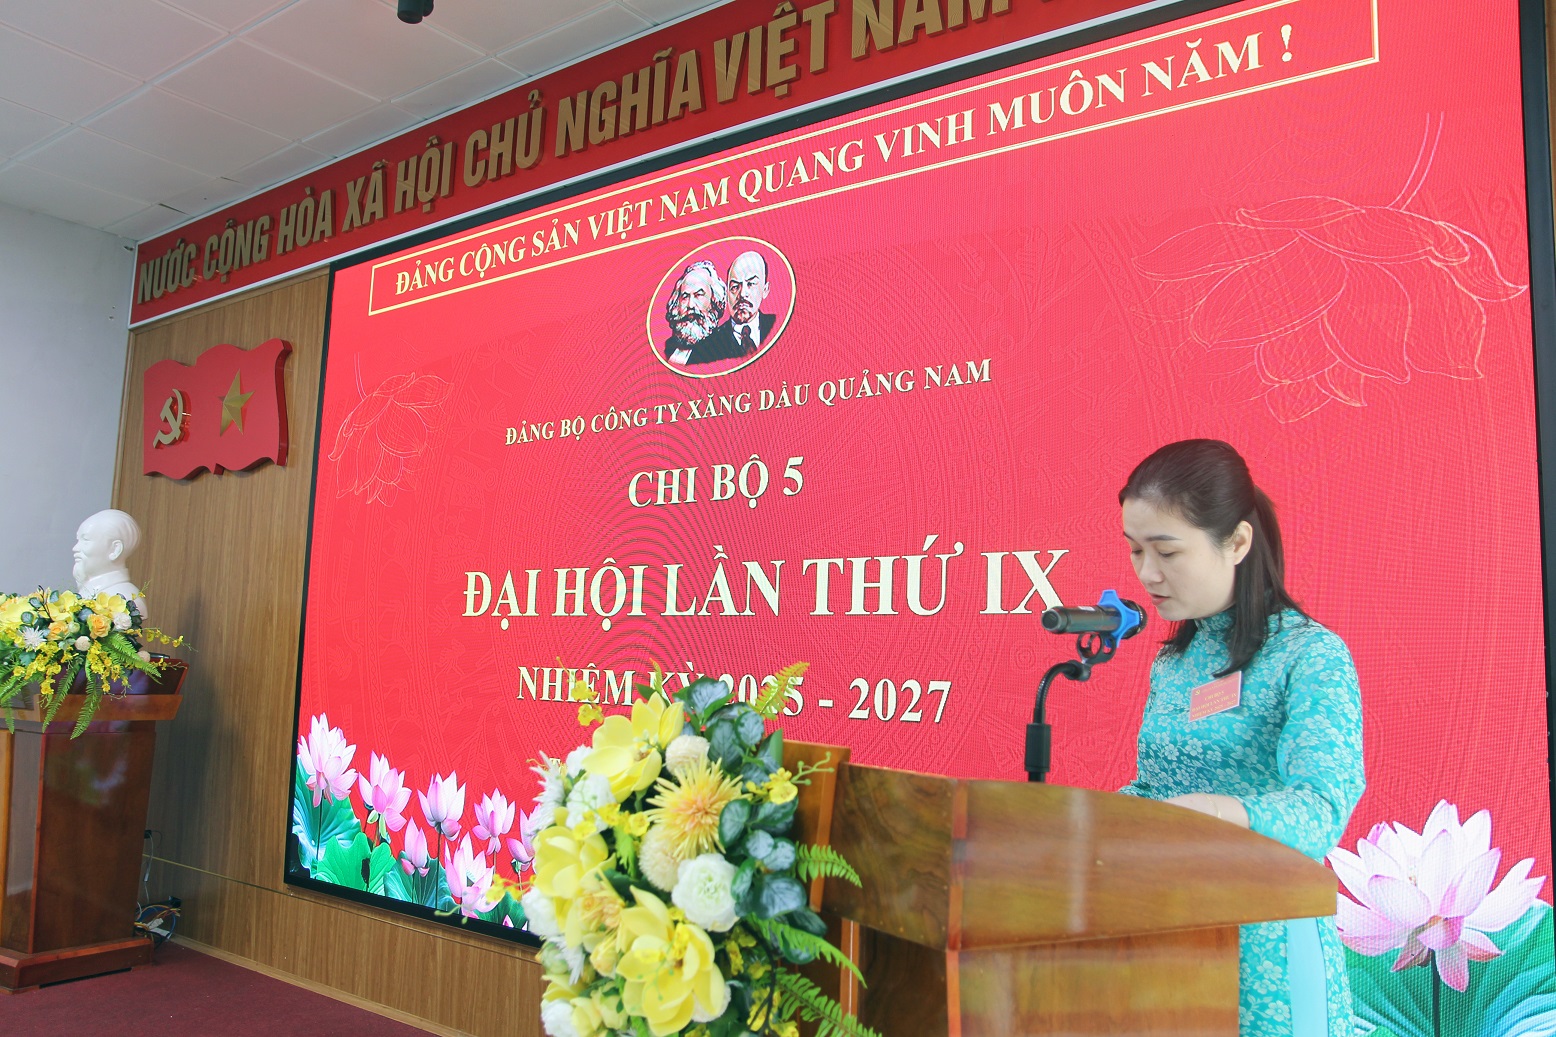 NƯỚC CỘNG HÒA XÃ HỘI CHỦ NGHĨA VIỆT NAM
ĐẢNG CỘNG SẢN VIỆT NAM QUANG VINH MUÔN NĂM !
ĐẢNG BỘ CÔNG TY XĂNG DẦU QUẢNG NAM
CHI BỘ 5
ĐẠI HỘI LẦN THỨ IX
NHIỆM KỲ 2025 - 2027